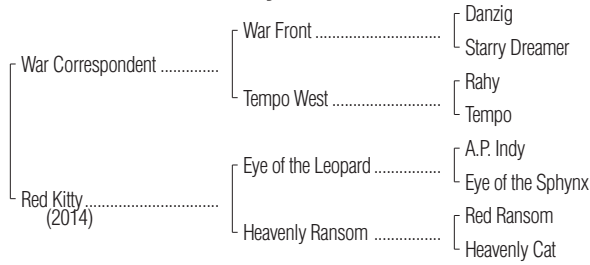 Danzig
War Front ....................
Starry Dreamer
War Correspondent .............
Rahy
Tempo West ....................
Tempo
A.P. Indy
Eye of the Leopard ...............
Eye of the Sphynx
Red Kitty ..............................
(2014)
Red Ransom
Heavenly Ransom ...............
Heavenly Cat